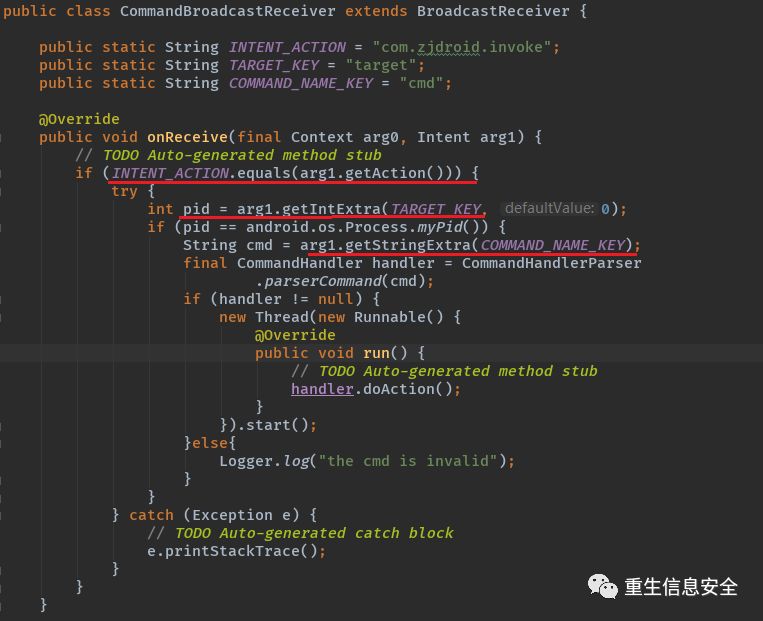 public class CommandBroadcastReceiver extends BroadcastReceiver {
public static String INTENT_ACTION = "com.zjdroid.invoke";
public static String TARGET_KEY = "target";
public static String COMMAND_NAME_KEY = "cmd";
@Override
public void onReceive(final Context arg0, Intent arg1) {
// TODO Auto-generated method stub
if (INTENT_ACTION.equals(arg1.getAction())) {
try {
int pid = arg1.getIntExtra(TARGET_KEY, defaultValue: 0);
if (pid == android.os.Process.myPid()) {
String cmd = arg1.getStringExtra(COMMAND_NAME_KEY);
final CommandHandler handler = CommandHandlerParser
.parserCommand(cmd);
if (handler != null) {
new Thread(new Runnable() {
@Override
public void run() {
// TODO Auto-generated method stub
handler.doAction();
}
}).start();
}else{
Logger.log("the cmd is invalid");
}
}
} catch (Exception e) {
// TODO Auto-generated catch block
e.printStackTrace();
}
}
}
重生信息安全